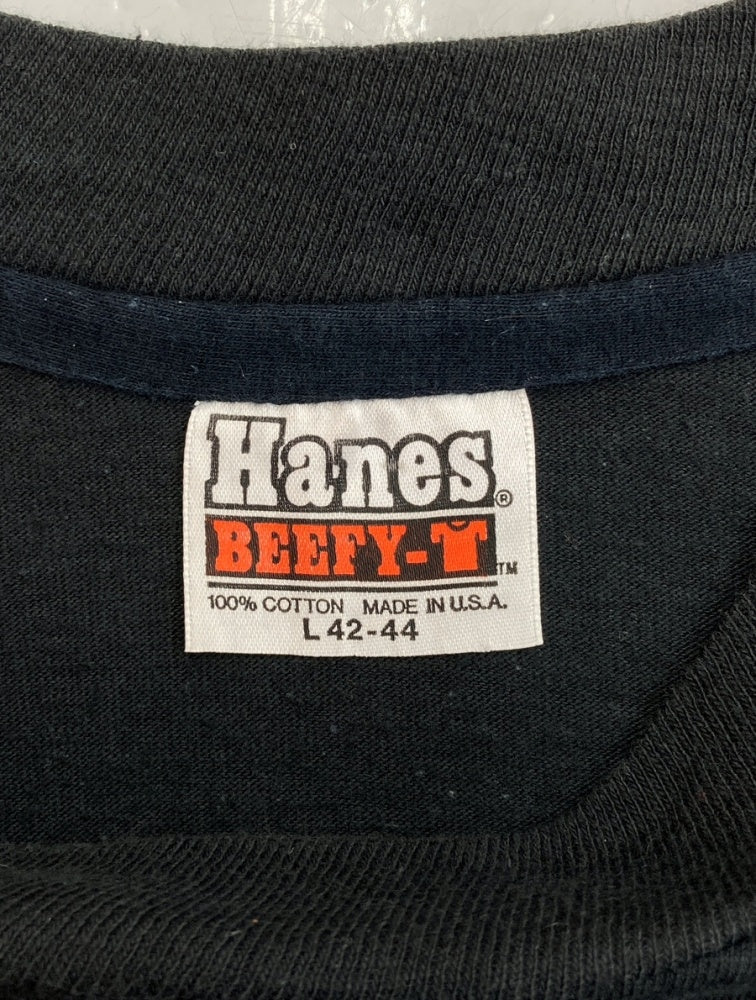 Hanes®
BEEFY-T™
100% COTTON MADE IN U.S.A.
L 42-44